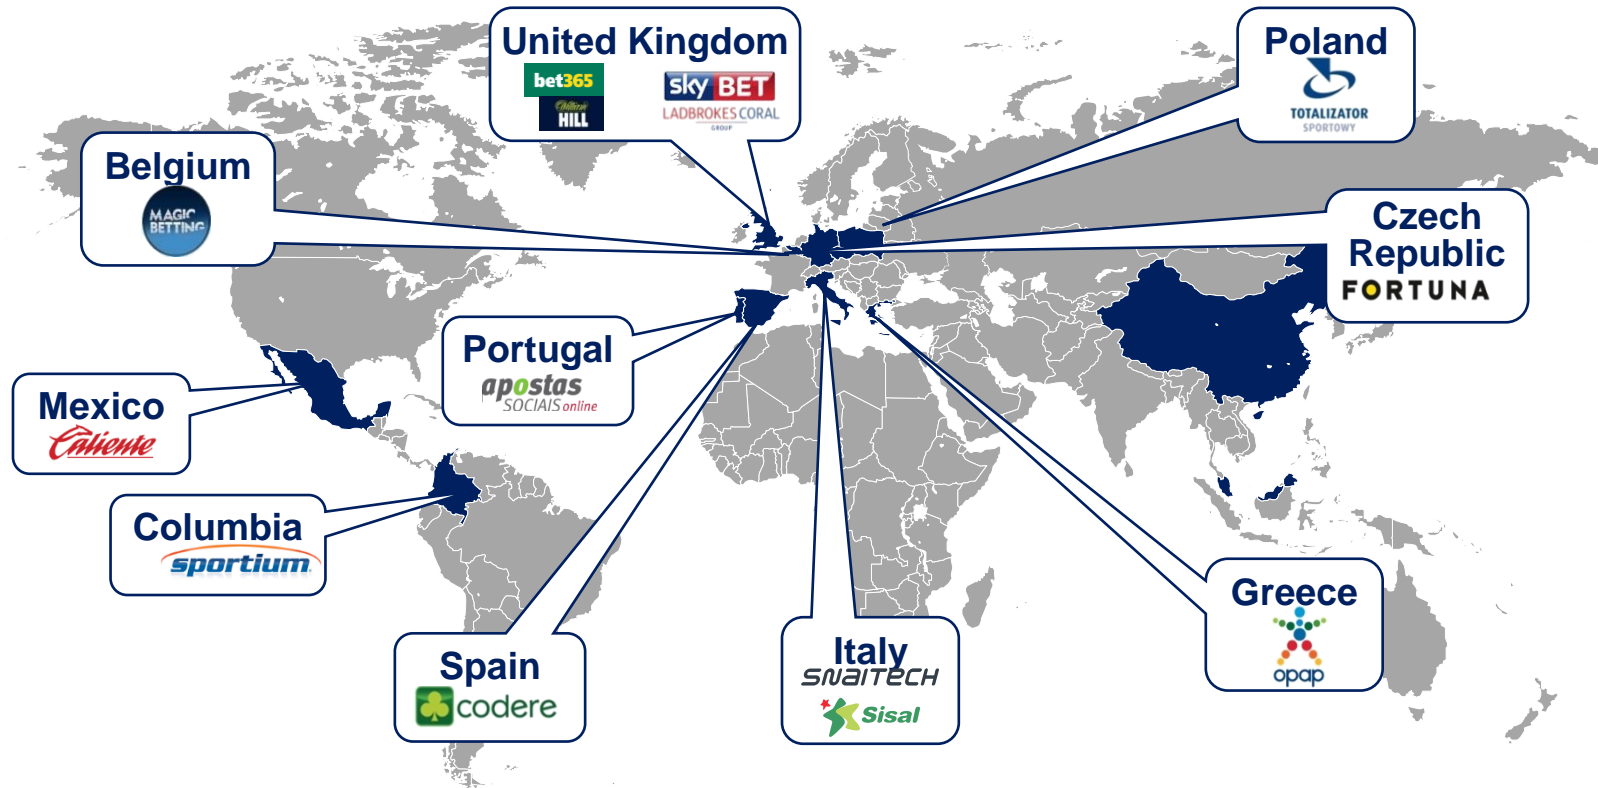 United Kingdom
bet365
William
HILL
sky BET
LADBROKES CORAL
GROUP
Poland
TOTALIZATOR
SPORTOWY
Belgium
MAGIC
BETTING
Czech
Republic
FORTUNA
Portugal
apostas
SOCIAIS online
Mexico
Caliente
Columbia
sportium
Spain
codere
Italy
SNAITECH
Sisal
Greece
opap